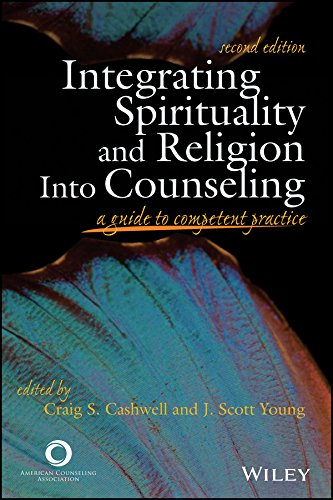 second edition
Integrating
Spirituality
and Religion
Into Counseling
a guide to competent practice
edited by
Craig S. Cashwell and J. Scott Young
AMERICAN COUNSELING
ASSOCIATION
WILEY